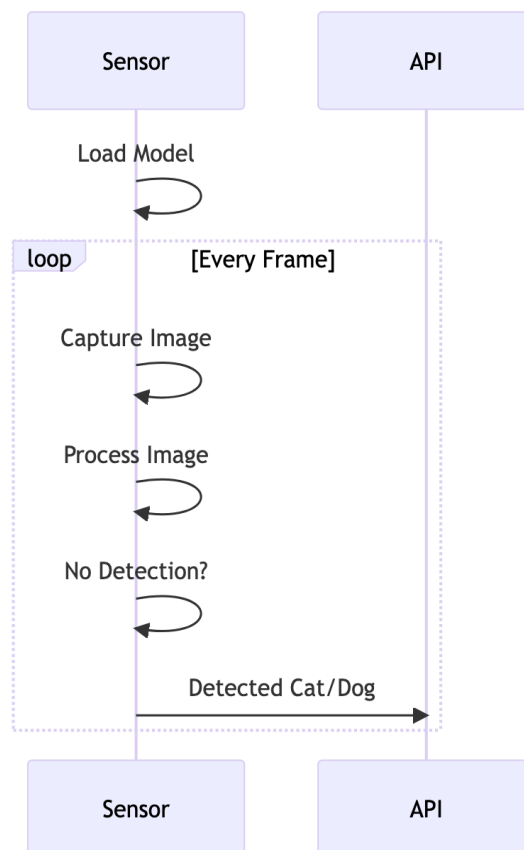 Sensor
API
Load Model
loop
[Every Frame]
Capture Image
Process Image
No Detection?
Detected Cat/Dog
Sensor
API